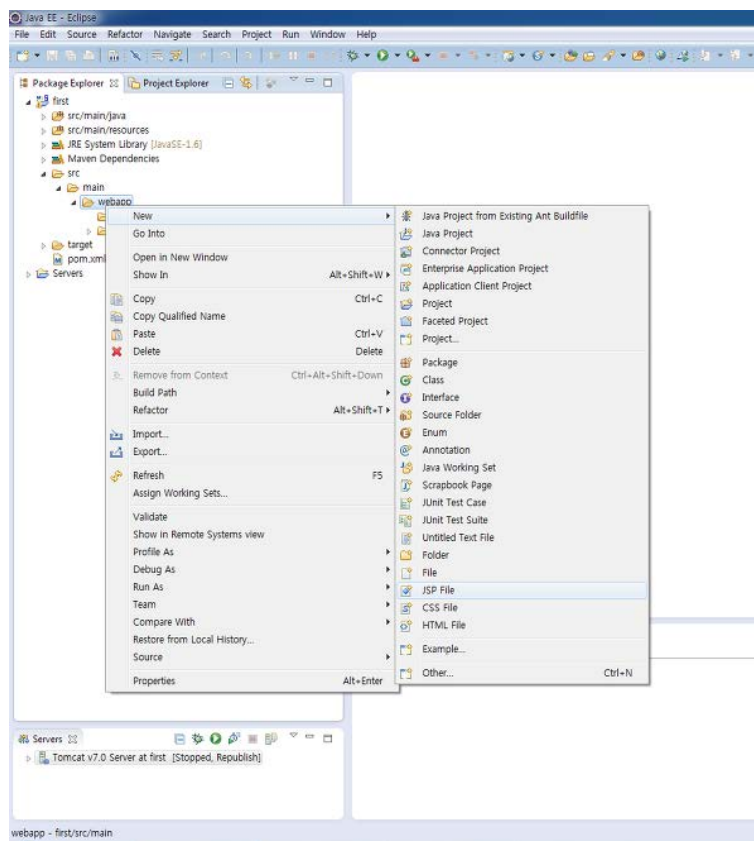 Java EE - Eclipse
File Edit Source Refactor Navigate Search Project Run Window Help
Package Explorer Project Explorer
first
src/main/java
src/main/resources
JRE System Library [JavaSE-1.6]
Maven Dependencies
src
main
webapp
target
pom.xml
Servers
New
Go Into
Open in New Window
Show In Alt+Shift+W
Copy Ctrl+C
Copy Qualified Name
Paste Ctrl+V
Delete Delete
Remove from Context Ctrl+Alt+Shift+Down
Build Path
Refactor Alt+Shift+T
Import...
Export...
Refresh F5
Assign Working Sets...
Validate
Show in Remote Systems view
Profile As
Debug As
Run As
Team
Compare With
Restore from Local History...
Source
Properties Alt+Enter
Java Project from Existing Ant Buildfile
Java Project
Connector Project
Enterprise Application Project
Application Client Project
Project
Faceted Project
Project...
Package
Class
Interface
Source Folder
Enum
Annotation
Java Working Set
Scrapbook Page
JUnit Test Case
JUnit Test Suite
Untitled Text File
Folder
File
JSP File
CSS File
HTML File
Example...
Other... Ctrl+N
Servers
Tomcat v7.0 Server at first [Stopped, Republish]
webapp - first/src/main